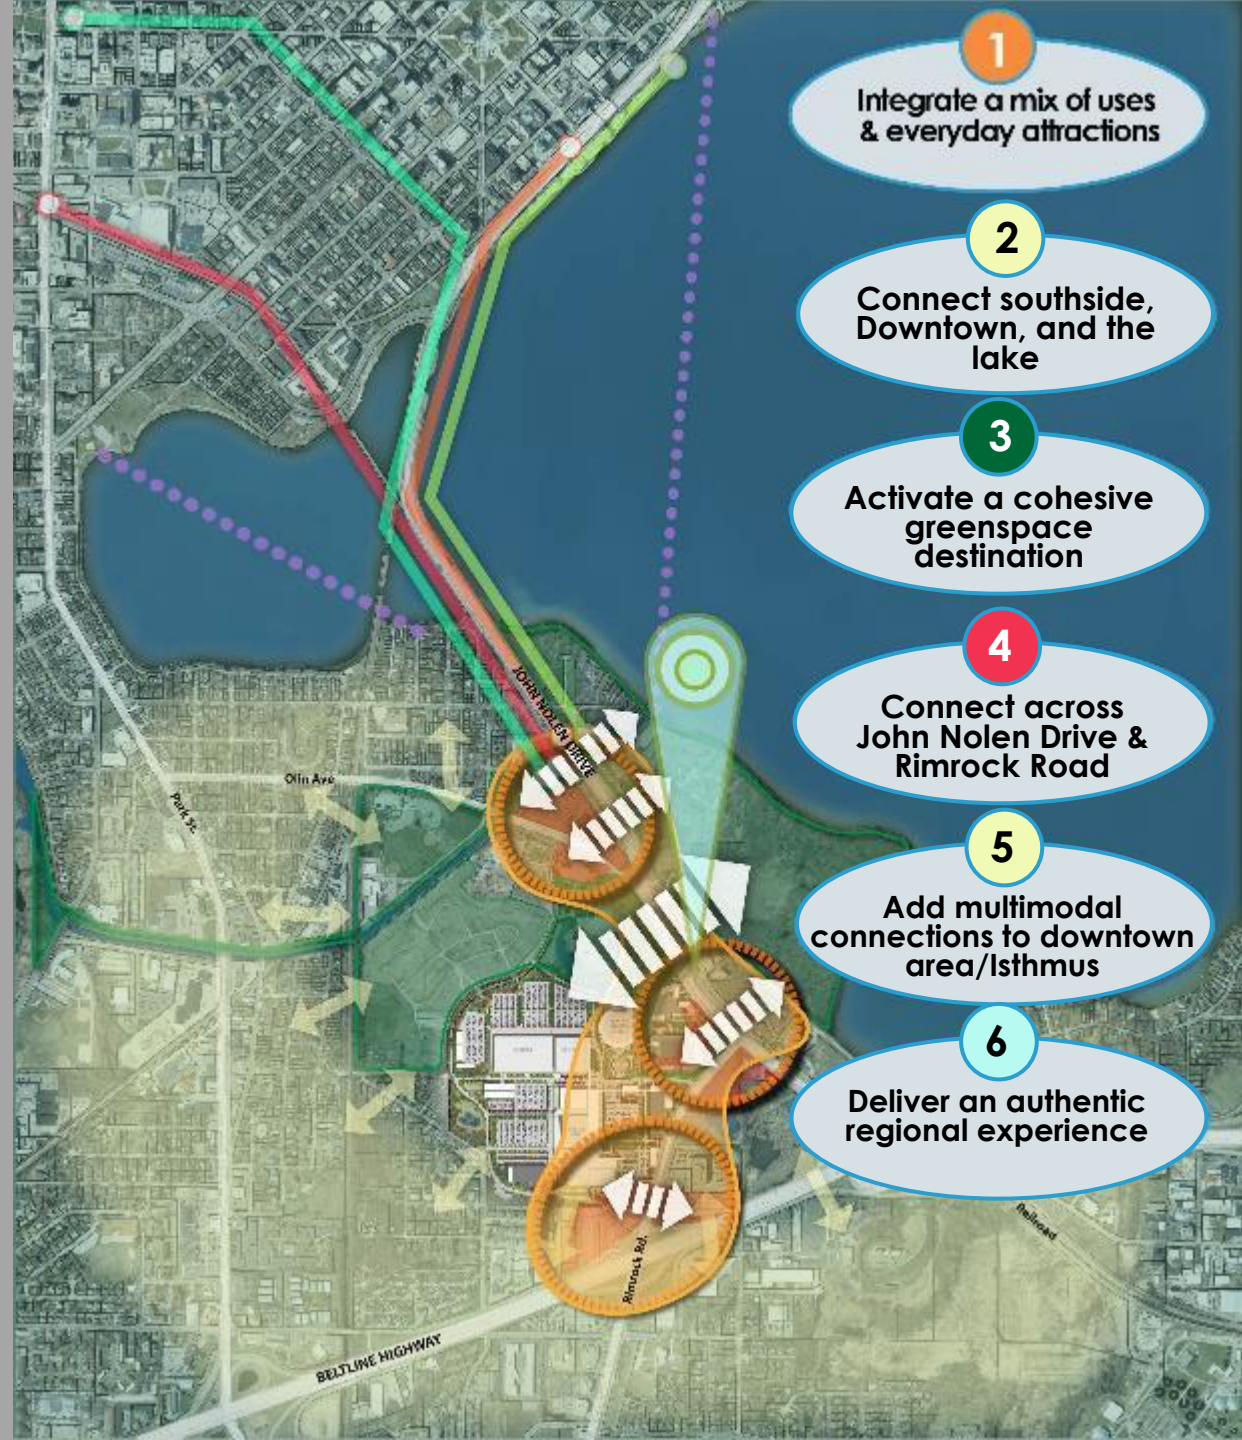 1
Integrate a mix of uses
& everyday attractions
2
Connect southside,
Downtown, and the
lake
3
Activate a cohesive
greenspace
destination
4
Connect across
John Nolen Drive &
Rimrock Road
5
Add multimodal
connections to downtown
area/Isthmus
6
Deliver an authentic
regional experience
JOHN NOLEN DRIVE
Olin Ave
Park St.
Rimrock Rd.
Railroad
BELTLINE HIGHWAY